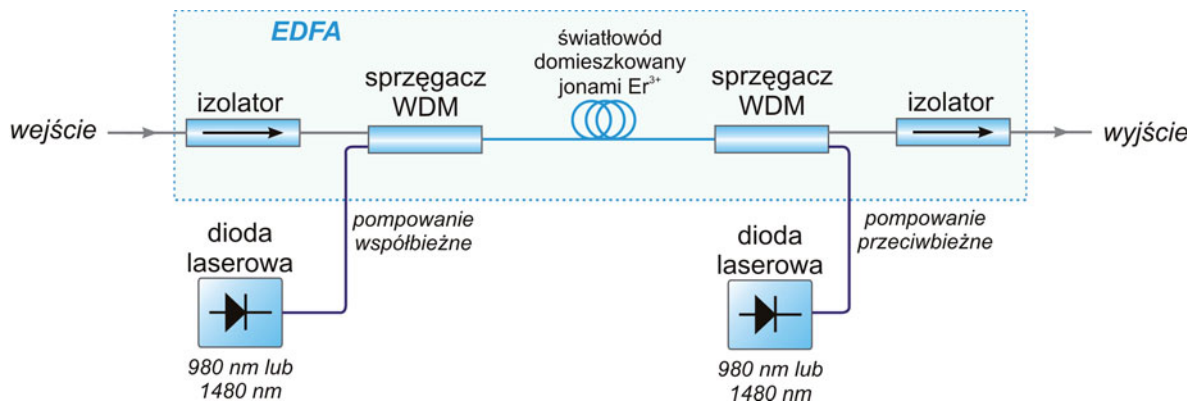 EDFA
światłowód
domieszkowany
jonami Er³⁺
sprzęgacz
WDM
sprzęgacz
WDM
izolator
izolator
wejście
wyjście
pompowanie
współbieżne
pompowanie
przeciwbieżne
dioda
laserowa
dioda
laserowa
980 nm lub
1480 nm
980 nm lub
1480 nm